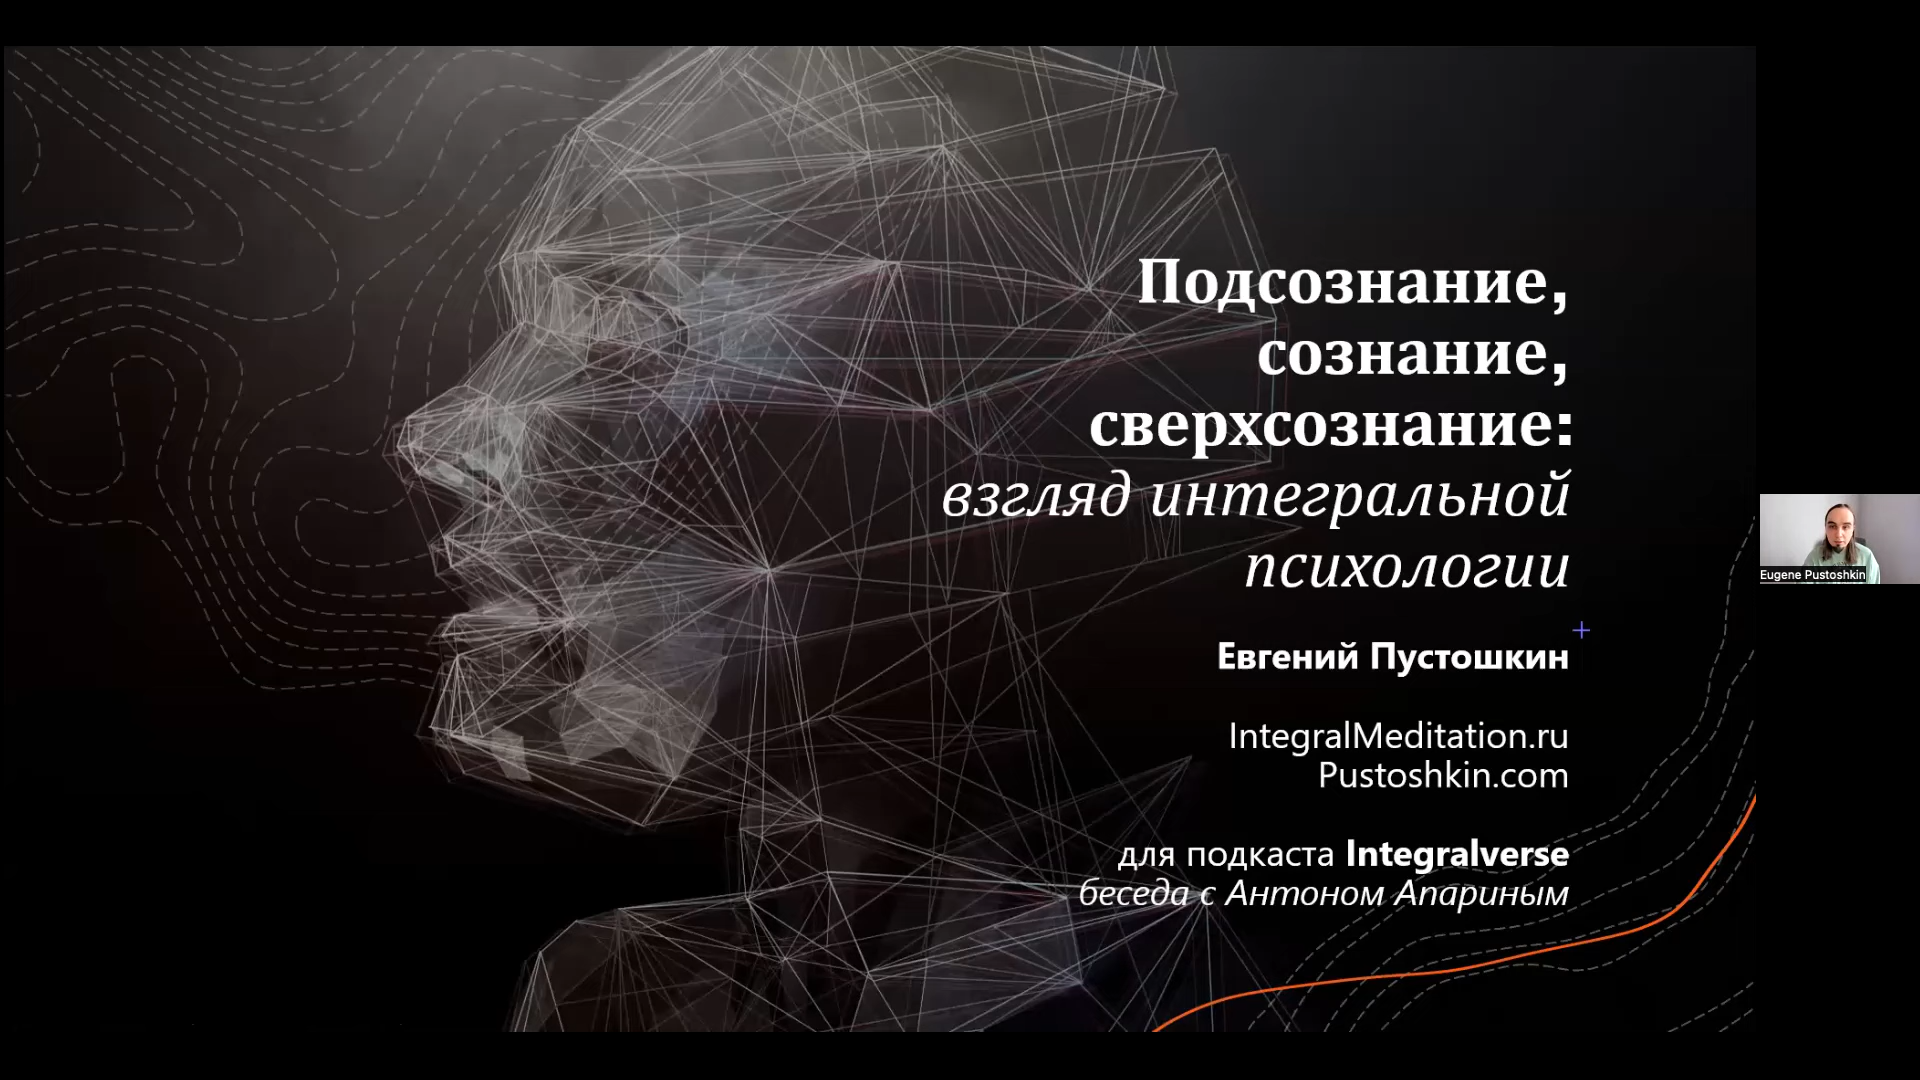 Подсознание,
сознание,
сверхсознание:
взгляд интегральной
психологии
Евгений Пустошкин
IntegralMeditation.ru
Pustoshkin.com
для подкаста Integralverse
беседа с Антоном Апариным
Eugene Pustoshkin